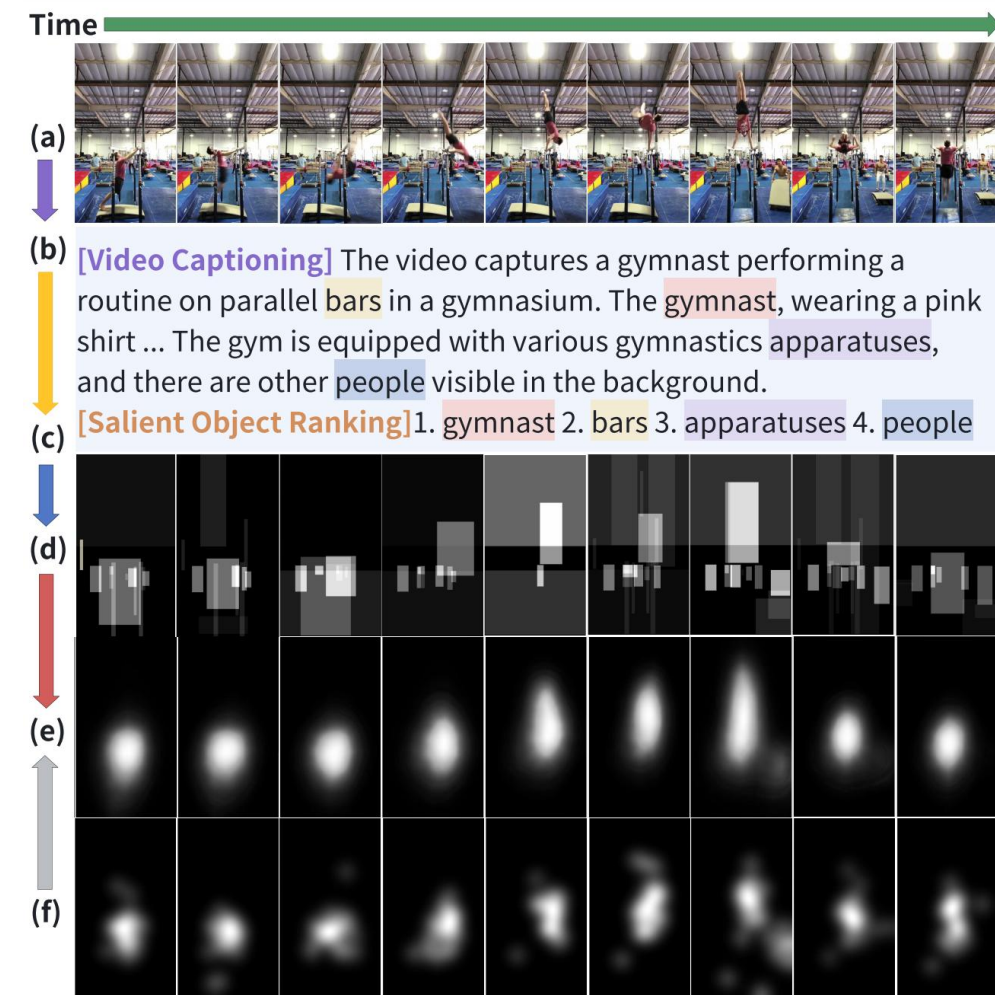 Time
(a)
(b)
[Video Captioning] The video captures a gymnast performing a
routine on parallel bars in a gymnasium. The gymnast, wearing a pink
shirt ... The gym is equipped with various gymnastics apparatuses,
and there are other people visible in the background.
(c)
[Salient Object Ranking]1. gymnast 2. bars 3. apparatuses 4. people
(d)
(e)
(f)